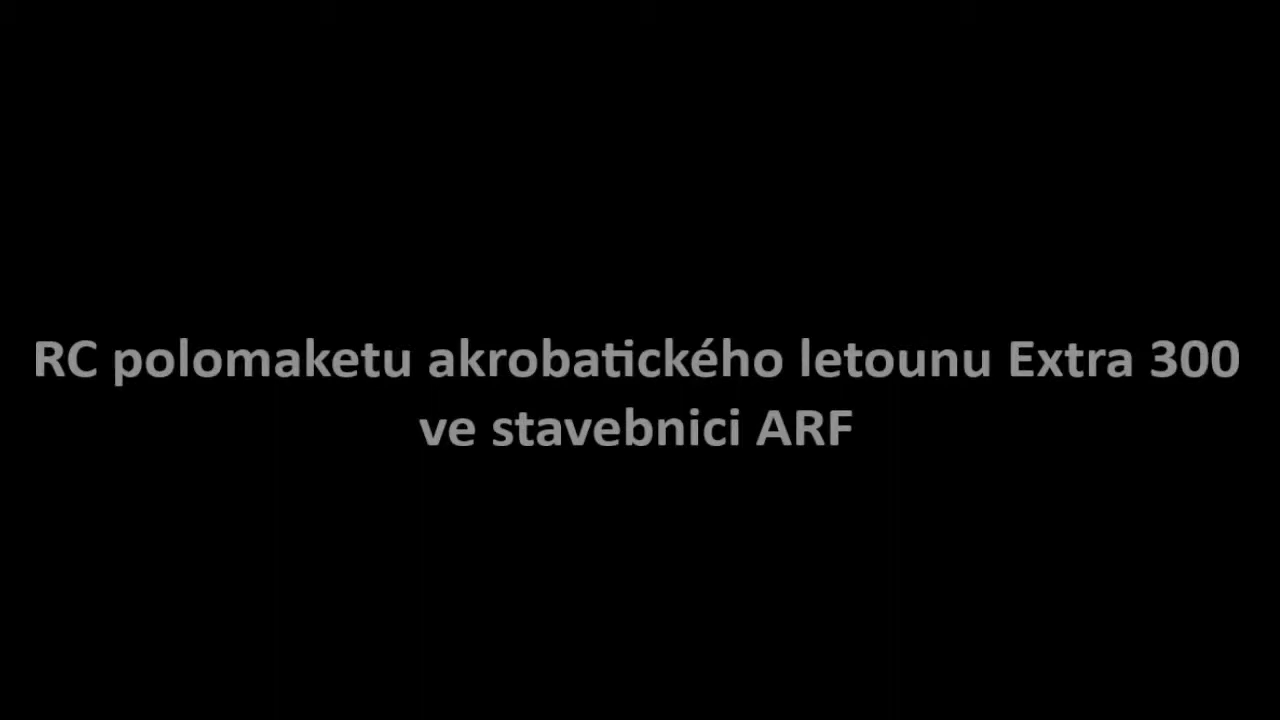 RC polomaketu akrobatického letounu Extra 300
ve stavebnici ARF